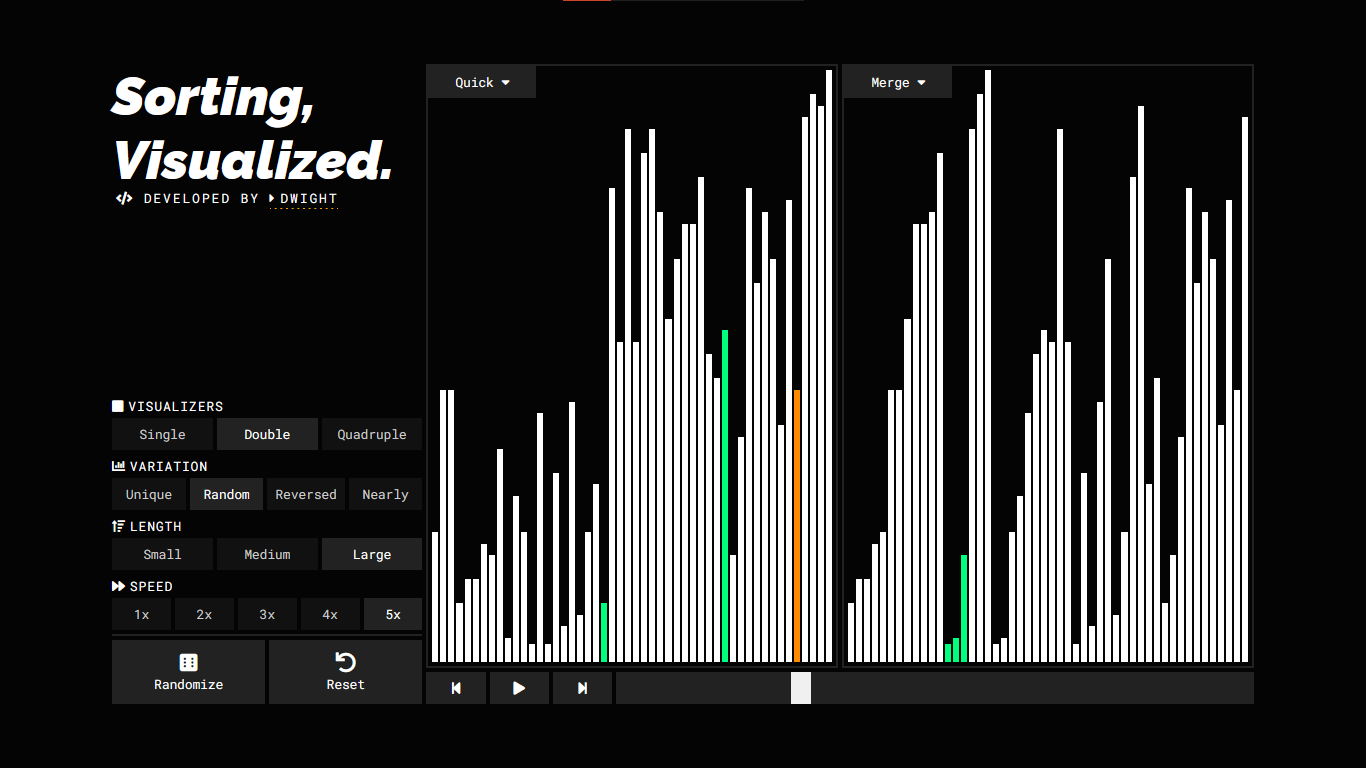 Sorting,
Visualized.
DEVELOPED BY DWIGHT
VISUALIZERS
Single Double Quadruple
VARIATION
Unique Random Reversed Nearly
LENGTH
Small Medium Large
SPEED
1x 2x 3x 4x 5x
Randomize Reset
Quick
Merge